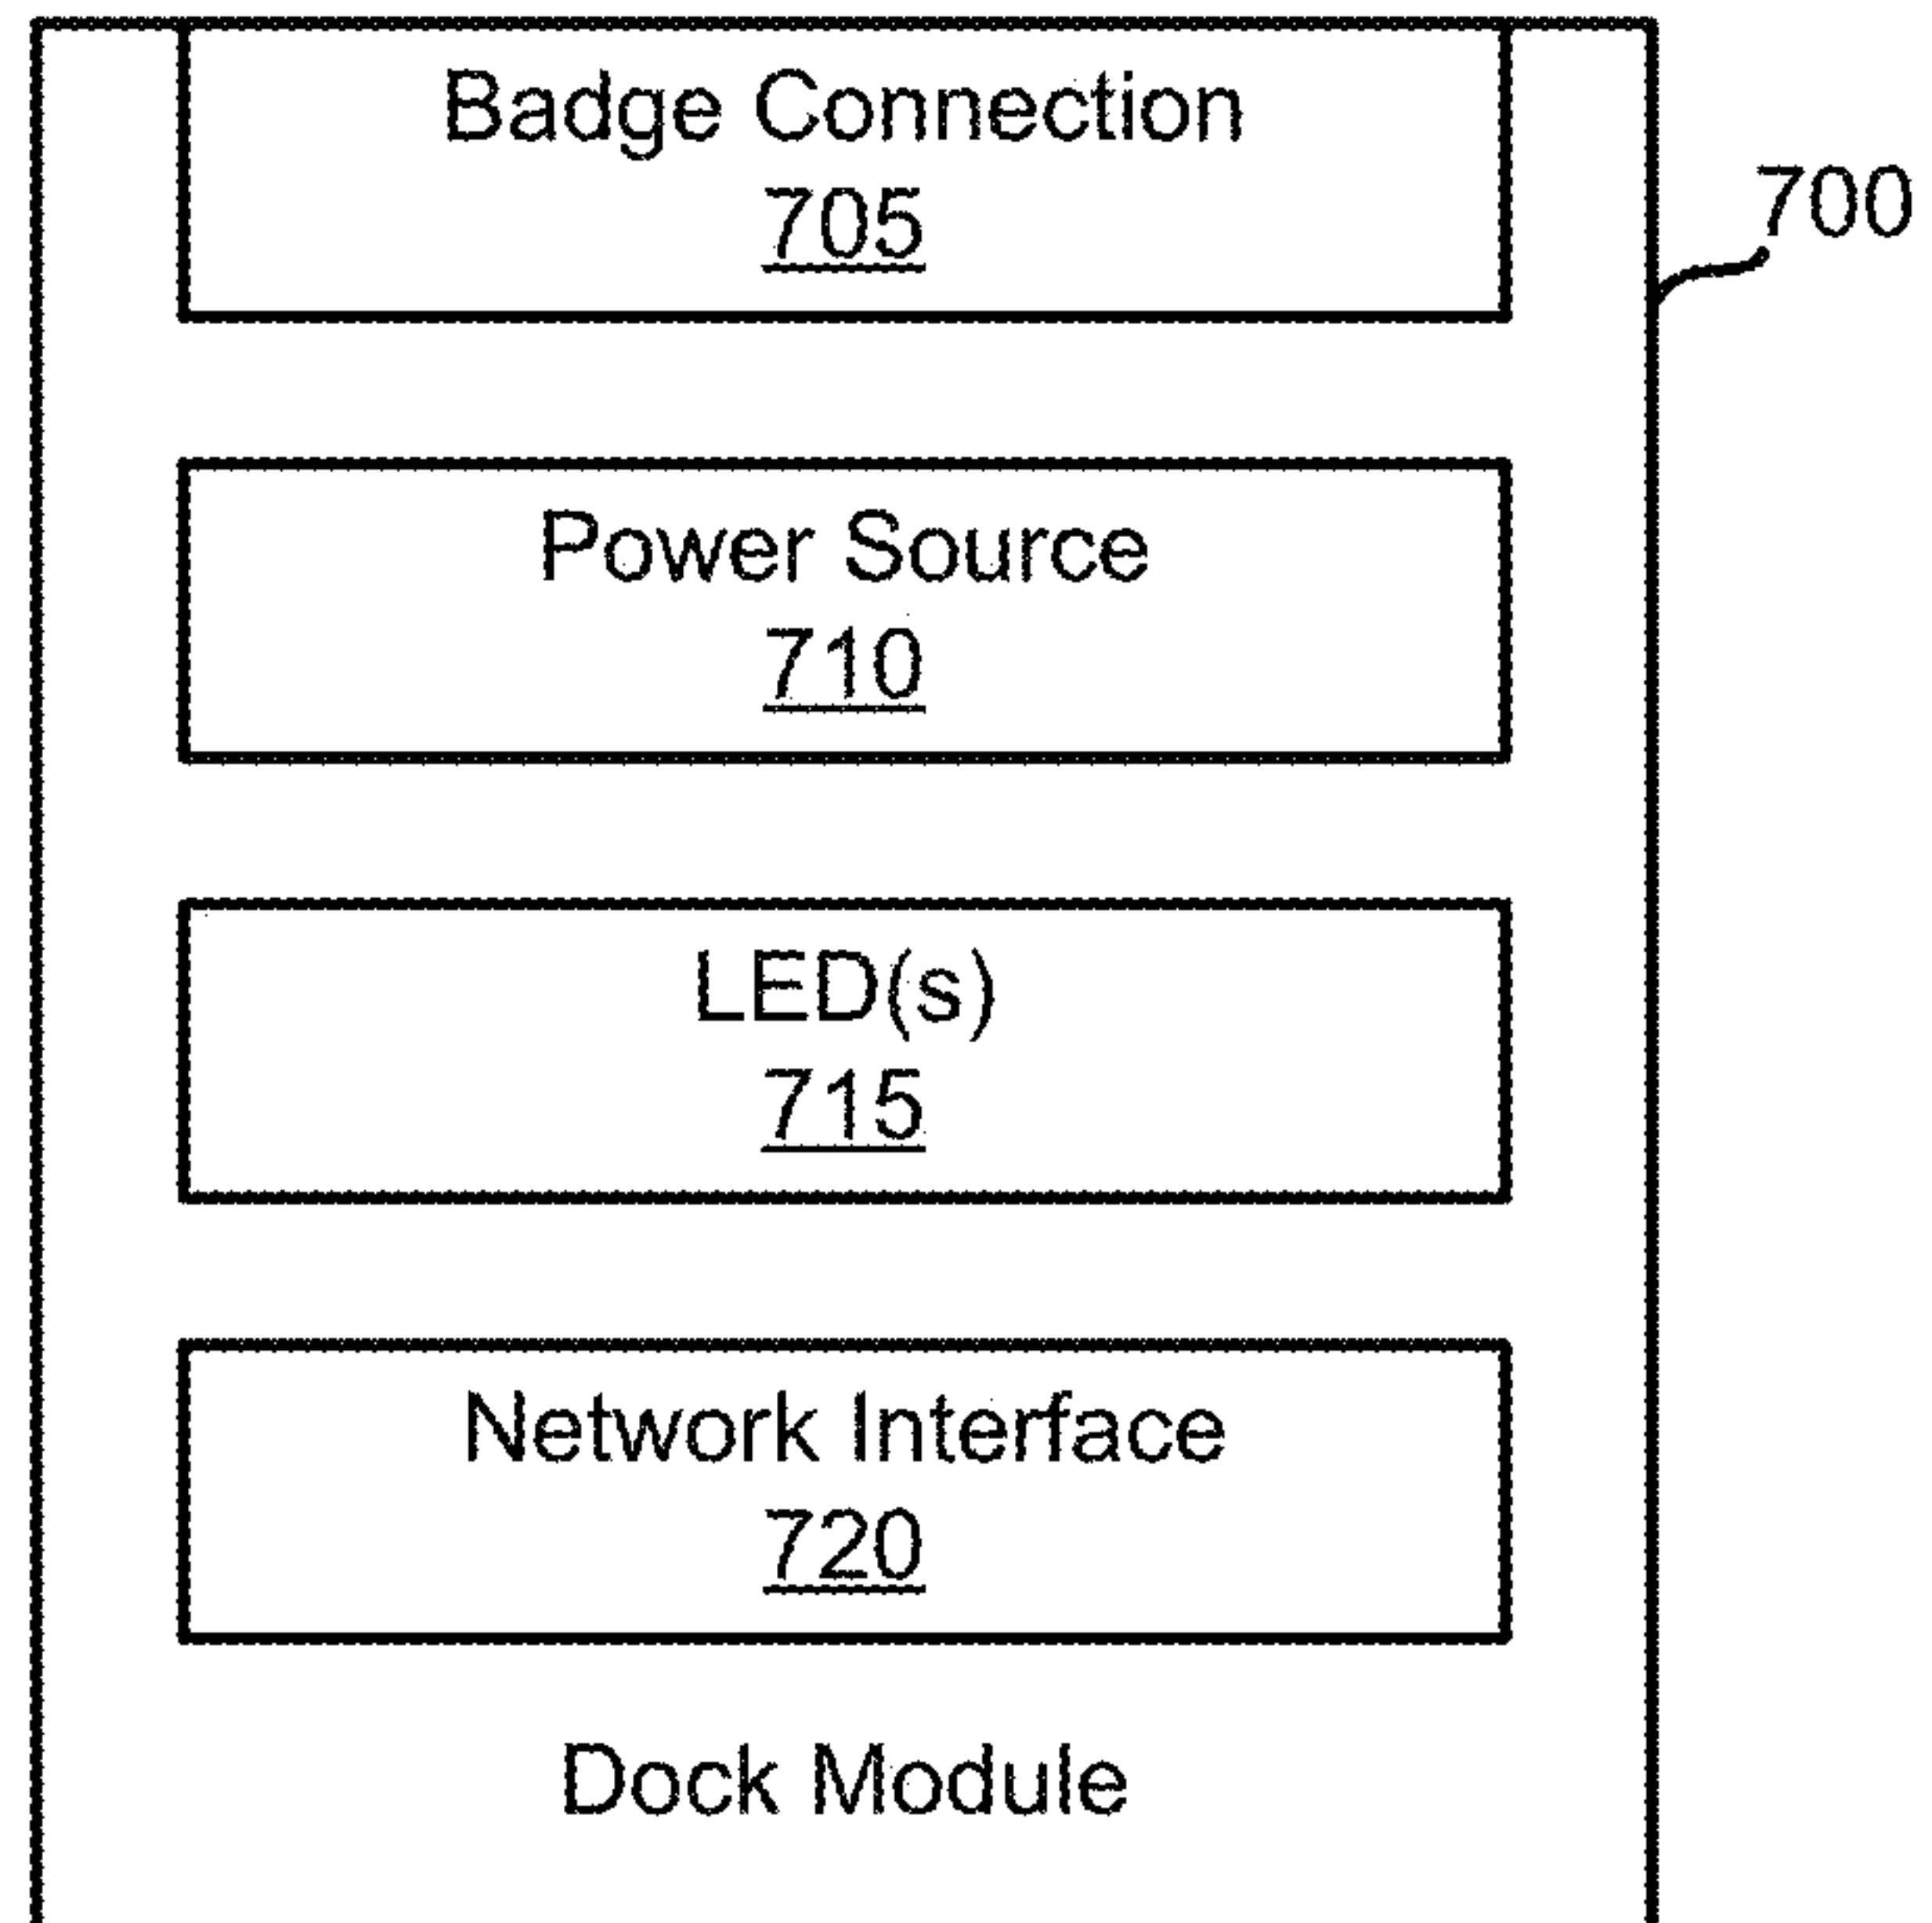 Badge Connection
705
700
Power Source
710
LED(s)
715
Network Interface
720
Dock Module